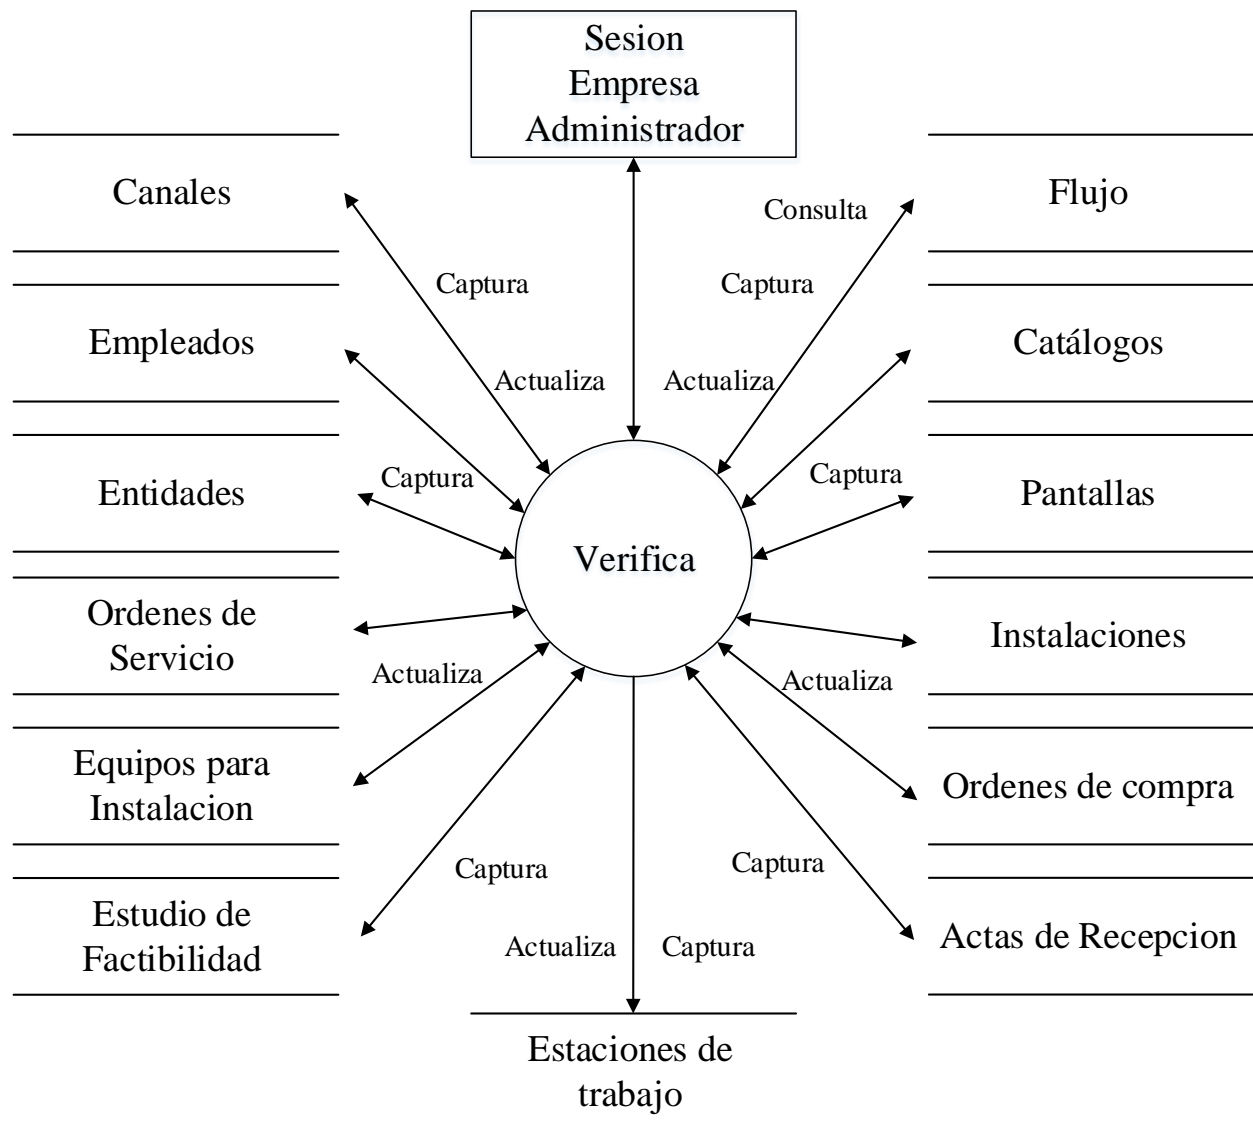 Sesion
Empresa
Administrador
Canales
Consulta
Flujo
Captura
Captura
Empleados
Catálogos
Actualiza
Actualiza
Entidades
Captura
Captura
Pantallas
Verifica
Ordenes de
Servicio
Instalaciones
Actualiza
Actualiza
Equipos para
Instalacion
Ordenes de compra
Captura
Captura
Estudio de
Factibilidad
Actas de Recepcion
Actualiza
Captura
Estaciones de
trabajo